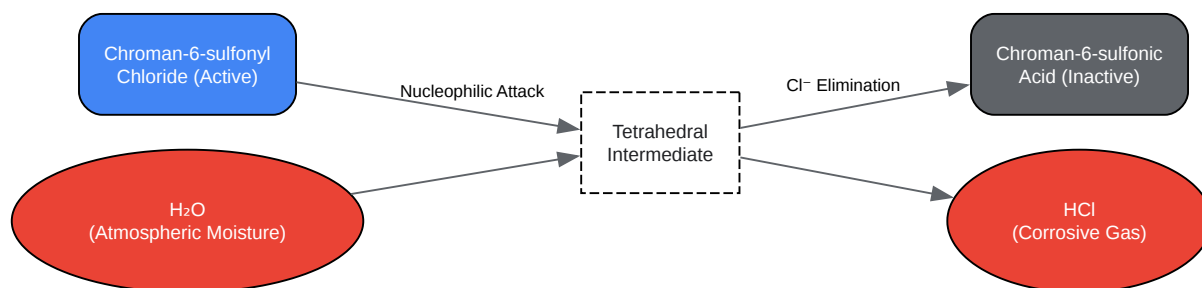 Chroman-6-sulfonyl
Chloride (Active)
Nucleophilic Attack
H₂O
(Atmospheric Moisture)
Tetrahedral
Intermediate
Cl⁻ Elimination
Chroman-6-sulfonic
Acid (Inactive)
HCl
(Corrosive Gas)